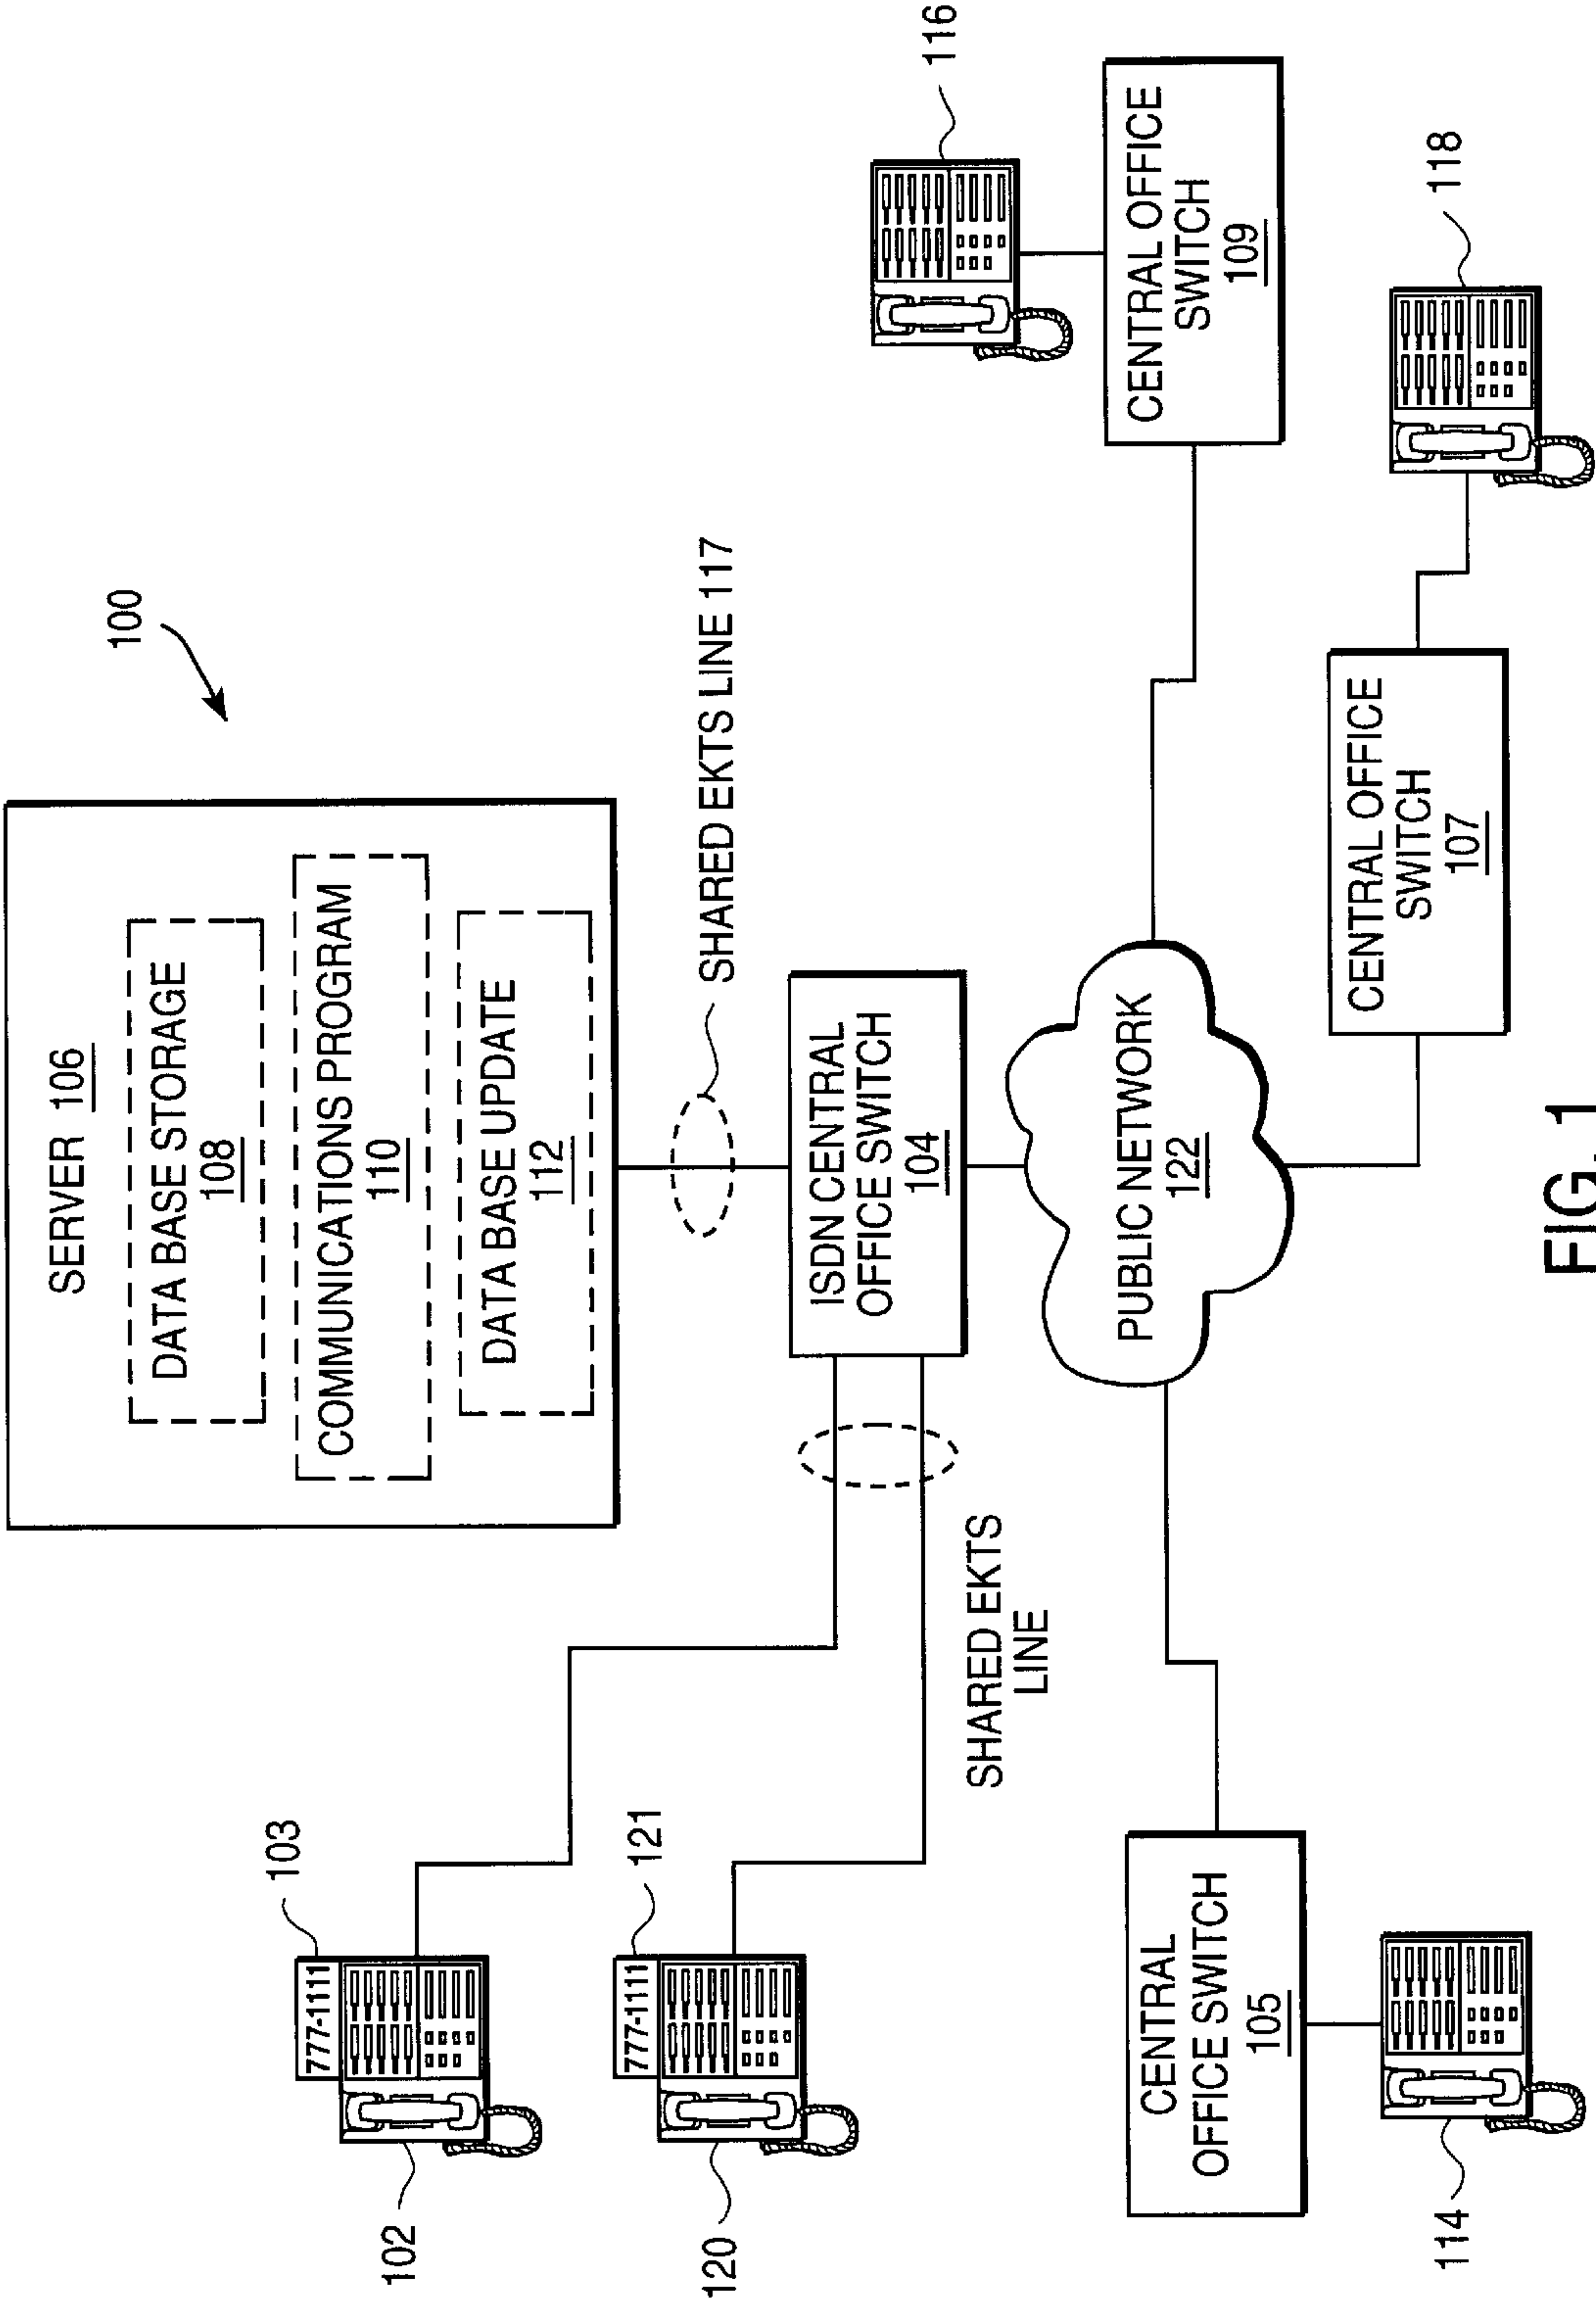 100
SERVER 106
DATA BASE STORAGE
108
COMMUNICATIONS PROGRAM
110
DATA BASE UPDATE
112
103
777-1111
102
121
777-1111
120
SHARED EKTS LINE 117
SHARED EKTS
LINE
ISDN CENTRAL
OFFICE SWITCH
104
PUBLIC NETWORK
122
116
CENTRAL OFFICE
SWITCH
109
118
CENTRAL OFFICE
SWITCH
107
CENTRAL
OFFICE SWITCH
105
114
FIG. 1